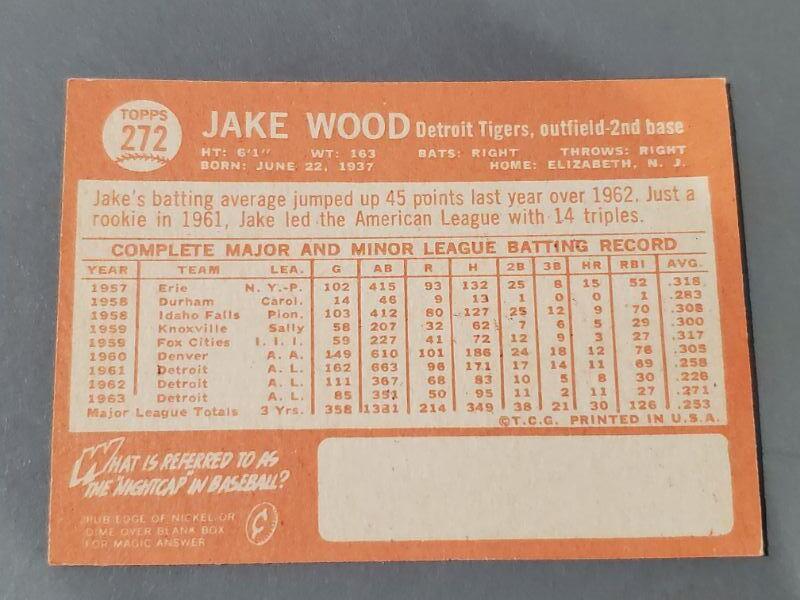 TOPPS
272
JAKE WOOD Detroit Tigers, outfield-2nd base
HT: 6'1" WT: 163 BATS: RIGHT THROWS: RIGHT
BORN: JUNE 22, 1937 HOME: ELIZABETH, N. J.
Jake's batting average jumped up 45 points last year over 1962. Just a
rookie in 1961, Jake led the American League with 14 triples.
COMPLETE MAJOR AND MINOR LEAGUE BATTING RECORD
YEAR TEAM LEA. G AB R H 2B 3B HR RBI AVG.
1957 Erie N. Y.-P. 102 415 93 132 25 8 15 52 .318
1958 Durham Carol. 14 46 9 13 1 0 0 1 .283
1958 Idaho Falls Pion. 103 412 80 127 25 12 9 70 .308
1959 Knoxville Sally 58 207 32 62 7 6 5 29 .300
1959 Fox Cities I. I. I. 59 227 41 72 12 9 3 27 .317
1960 Denver A. A. 149 610 101 186 24 18 12 76 .305
1961 Detroit A. L. 162 663 96 171 17 14 11 69 .258
1962 Detroit A. L. 111 367 68 83 10 5 8 30 .226
1963 Detroit A. L. 85 351 50 95 11 2 11 27 .271
Major League Totals 3 Yrs. 358 1381 214 349 38 21 30 126 .253
©T.C.G. PRINTED IN U.S.A.
WHAT IS REFERRED TO AS
THE "NIGHTCAP" IN BASEBALL?
RUB EDGE OF NICKEL OR
DIME OVER BLANK BOX
FOR MAGIC ANSWER
¢